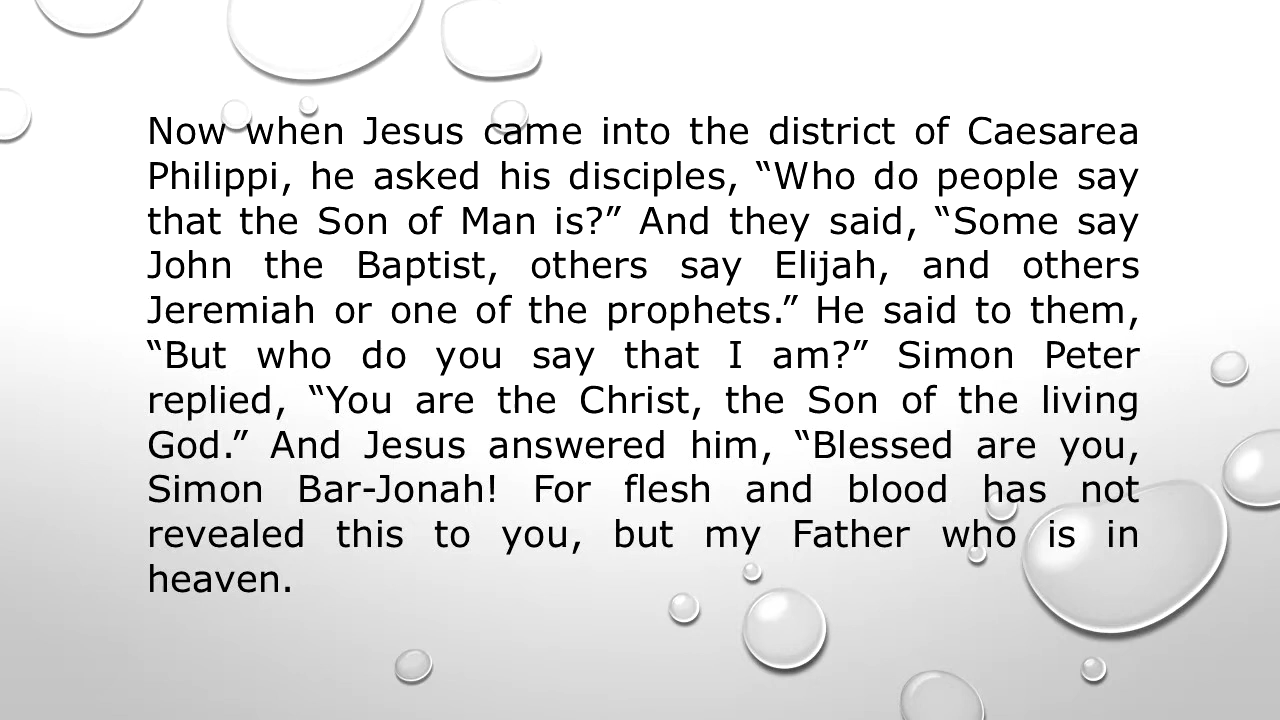 Now when Jesus came into the district of Caesarea
Philippi, he asked his disciples, “Who do people say
that the Son of Man is?” And they said, “Some say
John the Baptist, others say Elijah, and others
Jeremiah or one of the prophets.” He said to them,
“But who do you say that I am?” Simon Peter
replied, “You are the Christ, the Son of the living
God.” And Jesus answered him, “Blessed are you,
Simon Bar-Jonah! For flesh and blood has not
revealed this to you, but my Father who is in
heaven.